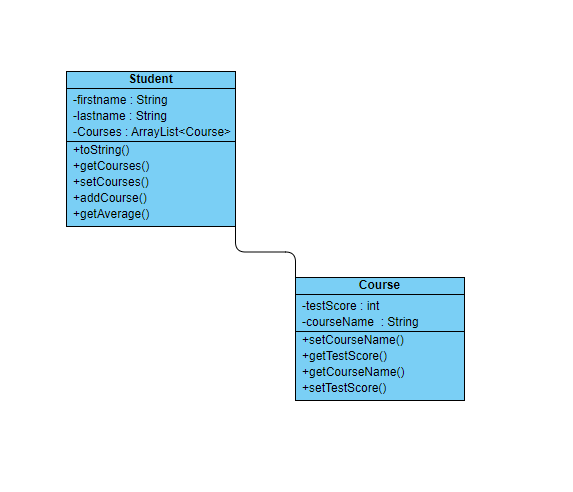 Student
-firstname : String
-lastname : String
-Courses : ArrayList<Course>
+toString()
+getCourses()
+setCourses()
+addCourse()
+getAverage()
Course
-testScore : int
-courseName  : String
+setCourseName()
+getTestScore()
+getCourseName()
+setTestScore()